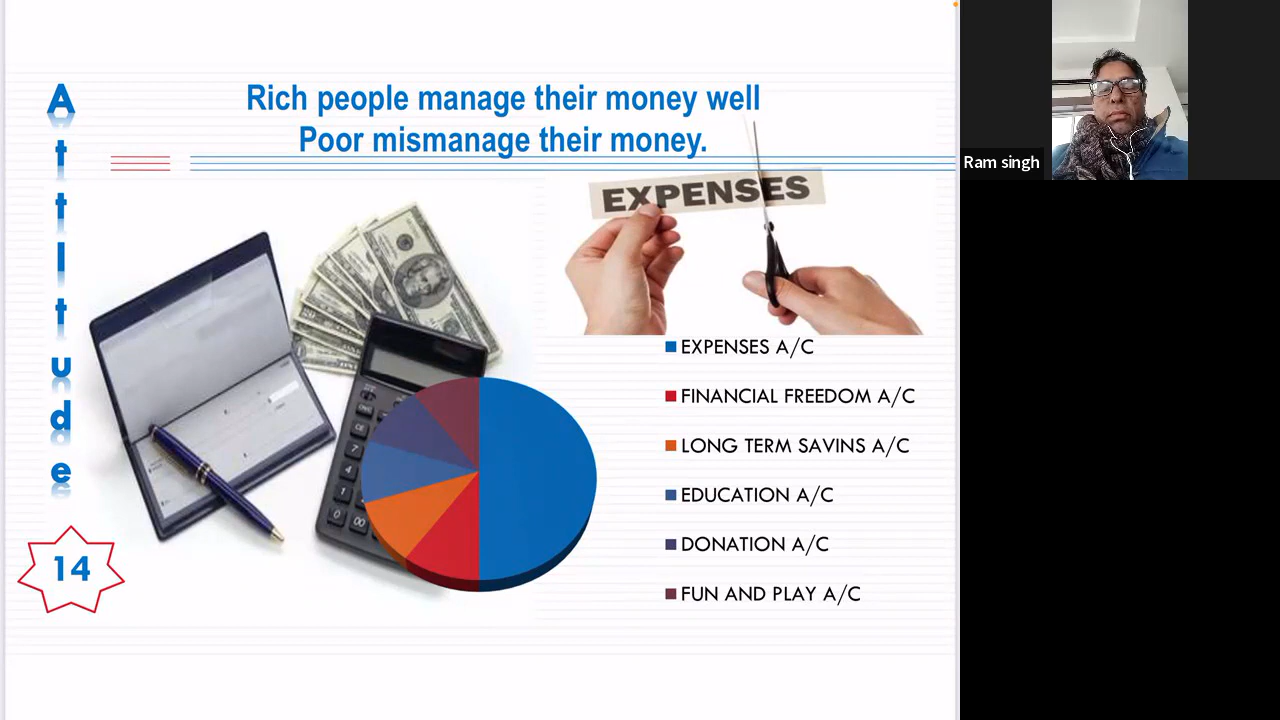 AttItude
Rich people manage their money well
Poor mismanage their money.
EXPENSES
EXPENSES A/C
FINANCIAL FREEDOM A/C
LONG TERM SAVINS A/C
EDUCATION A/C
DONATION A/C
FUN AND PLAY A/C
14
Ram singh